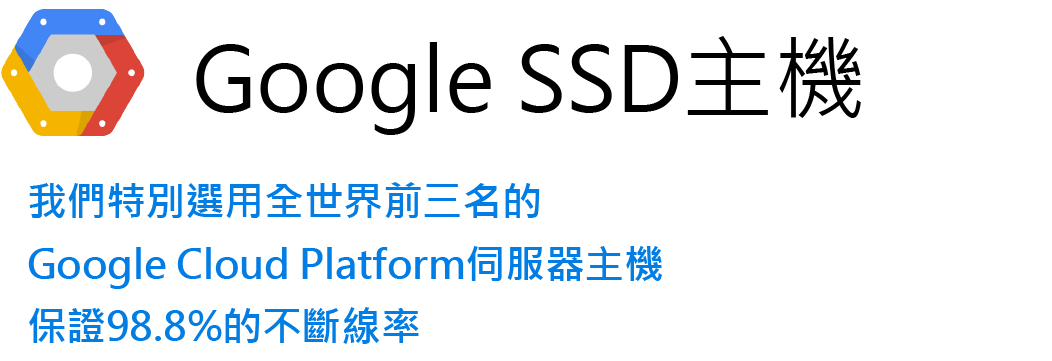 Google SSD主機
我們特別選用全世界前三名的
Google Cloud Platform伺服器主機
保證98.8%的不斷線率